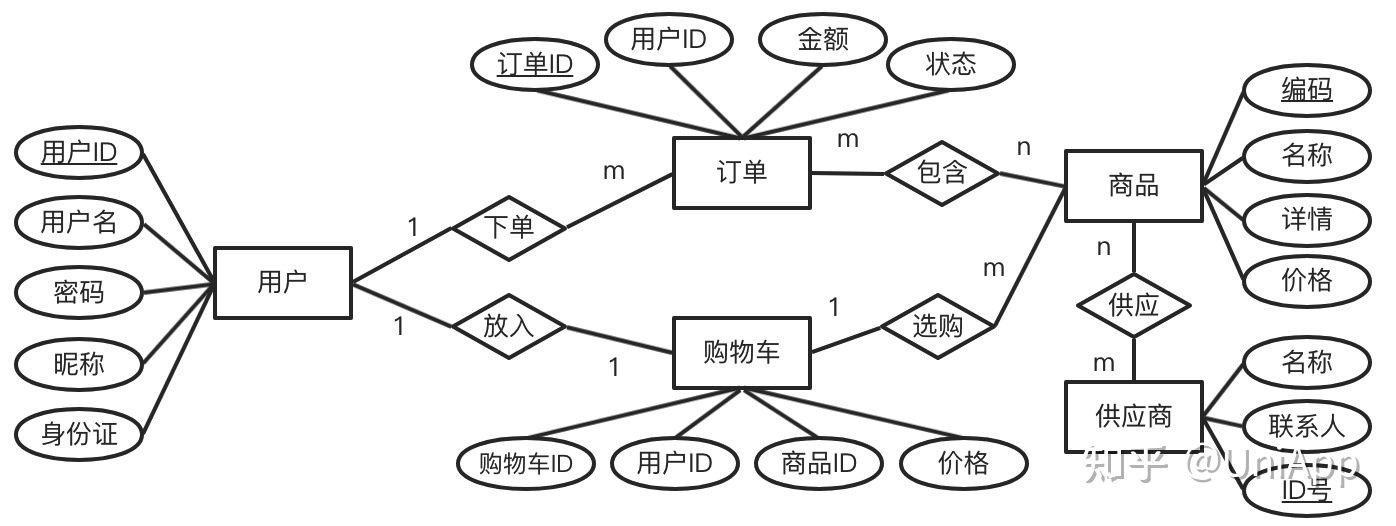 订单ID
用户ID
金额
状态
用户ID
用户名
密码
昵称
身份证
用户
1
下单
m
订单
m
包含
n
商品
编码
名称
详情
价格
1
放入
1
购物车
1
选购
m
购物车ID
用户ID
商品ID
价格
n
供应
m
供应商
名称
联系人
ID号
知乎 @UniApp